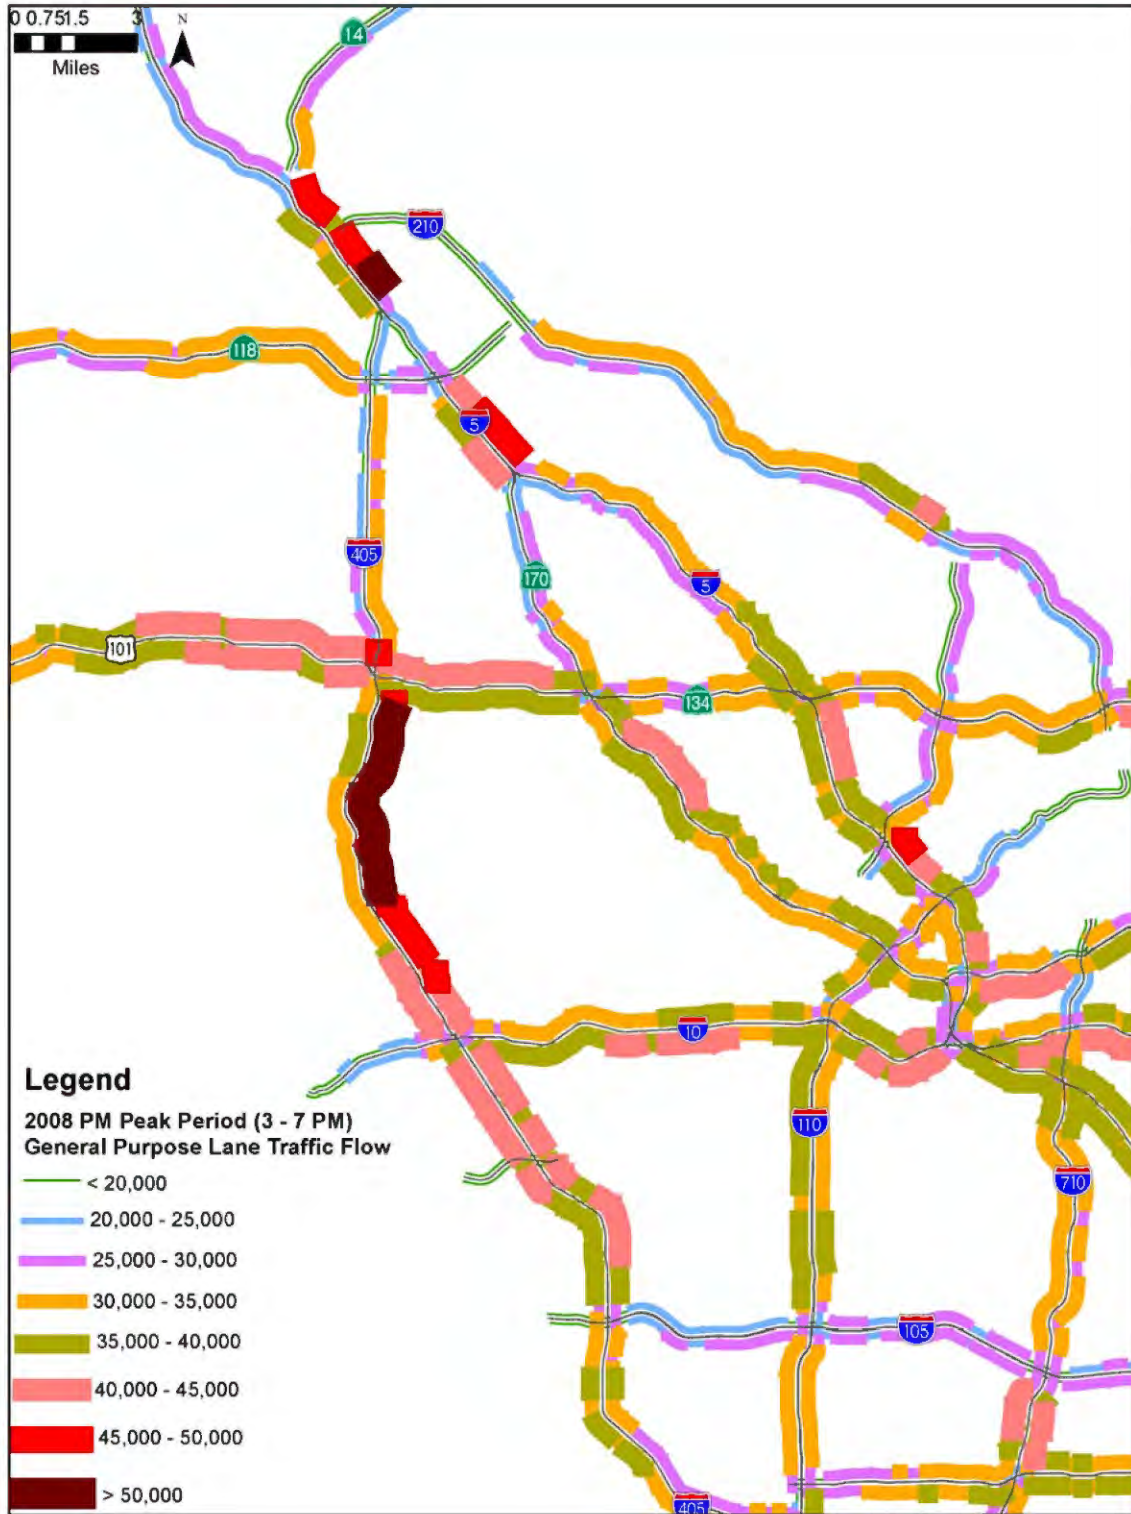 0 0.751.5 3
N
Miles
14
210
118
5
405
170
5
101
134
10
110
710
105
405
Legend
2008 PM Peak Period (3 - 7 PM)
General Purpose Lane Traffic Flow
< 20,000
20,000 - 25,000
25,000 - 30,000
30,000 - 35,000
35,000 - 40,000
40,000 - 45,000
45,000 - 50,000
> 50,000